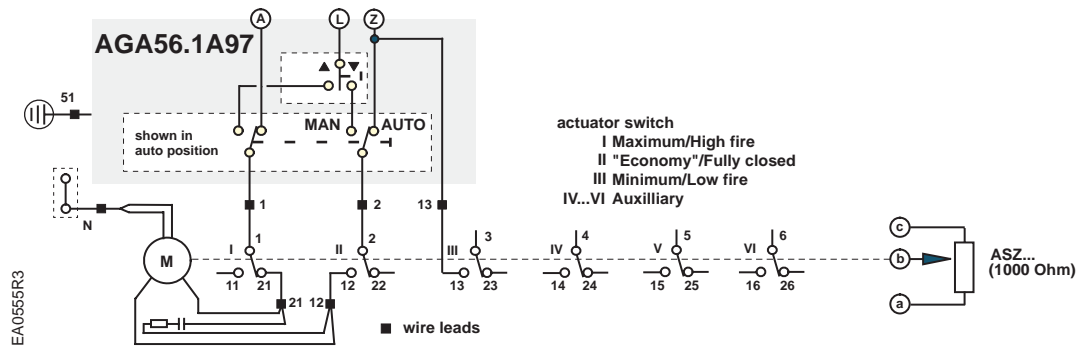 A L Z
AGA56.1A97
51
shown in
auto position
MAN AUTO
actuator switch
I Maximum/High fire
II "Economy"/Fully closed
III Minimum/Low fire
IV...VI Auxilliary
N 1 2 13
I 1 II 2 III 3 IV 4 V 5 VI 6
M
11 21 12 22 13 23 14 24 15 25 16 26
21 12
c
b
a
ASZ...
(1000 Ohm)
wire leads
EA0555R3